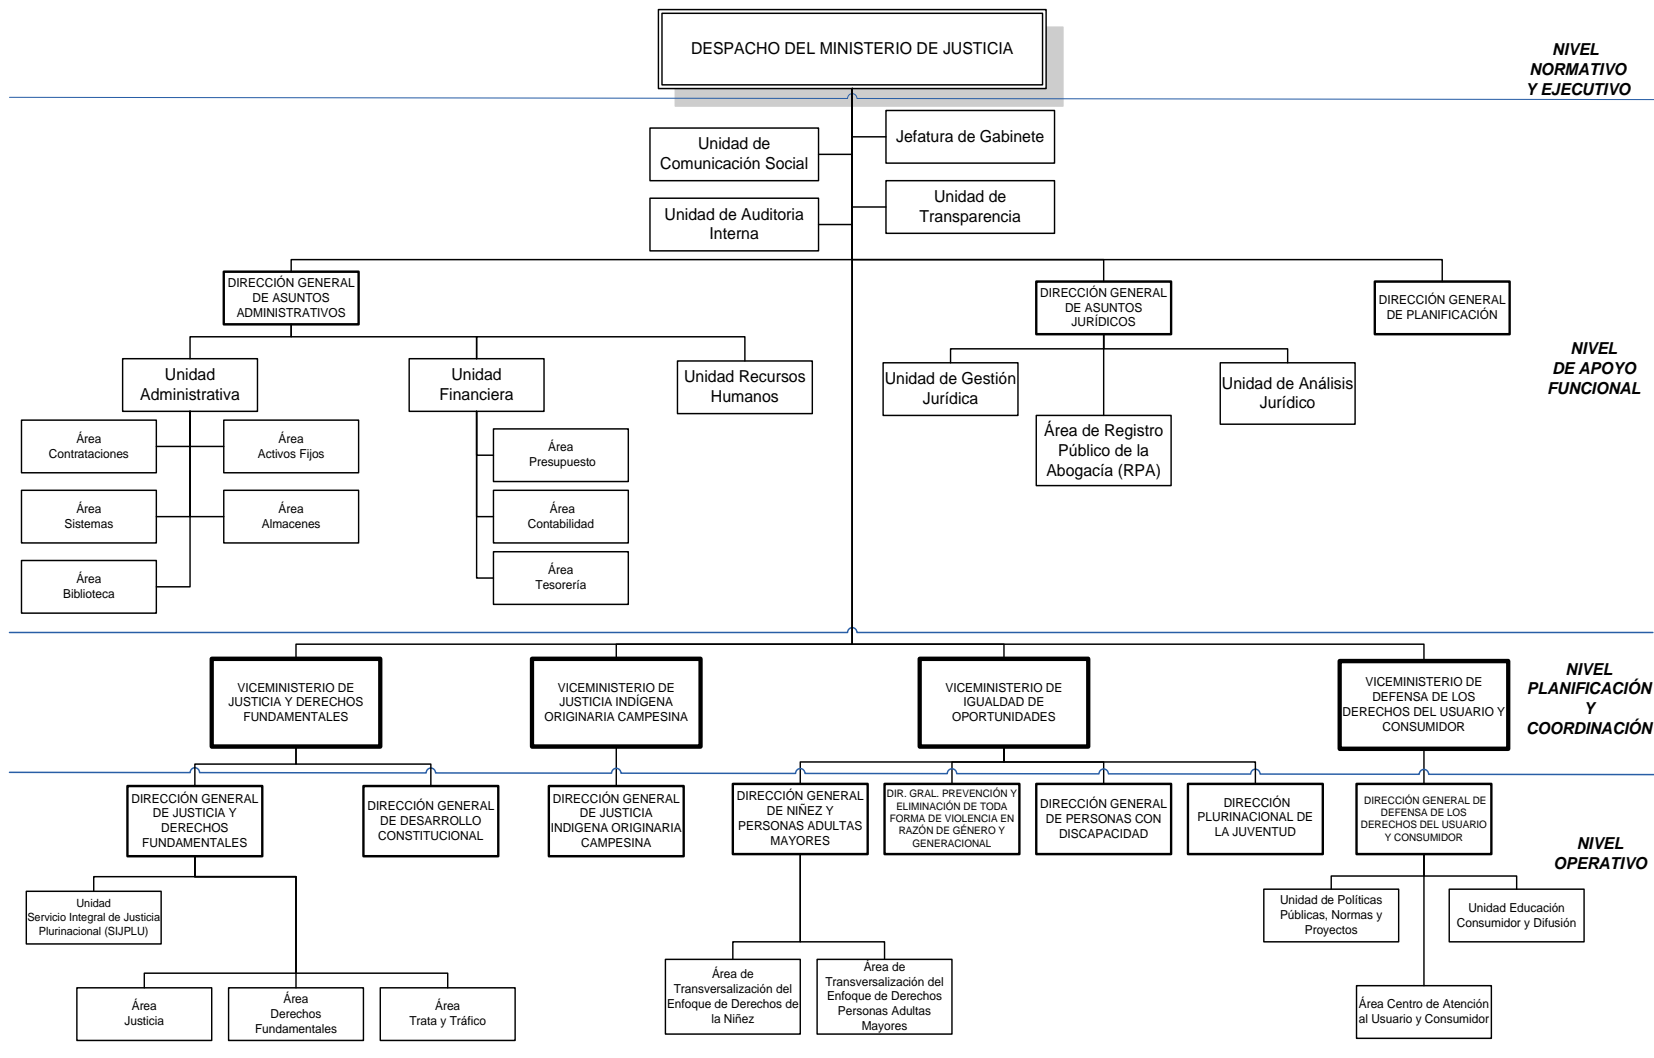 DESPACHO DEL MINISTERIO DE JUSTICIA
NIVEL
NORMATIVO
Y EJECUTIVO
Unidad de
Comunicación Social
Jefatura de Gabinete
Unidad de Auditoria
Interna
Unidad de
Transparencia
DIRECCIÓN GENERAL
DE ASUNTOS
ADMINISTRATIVOS
DIRECCIÓN GENERAL
DE ASUNTOS
JURÍDICOS
DIRECCIÓN GENERAL
DE PLANIFICACIÓN
NIVEL
DE APOYO
FUNCIONAL
Unidad
Administrativa
Unidad
Financiera
Unidad Recursos
Humanos
Unidad de Gestión
Jurídica
Unidad de Análisis
Jurídico
Área de Registro
Público de la
Abogacía (RPA)
Área
Contrataciones
Área
Activos Fijos
Área
Presupuesto
Área
Sistemas
Área
Almacenes
Área
Contabilidad
Área
Biblioteca
Área
Tesorería
VICEMINISTERIO DE
JUSTICIA Y DERECHOS
FUNDAMENTALES
VICEMINISTERIO DE
JUSTICIA INDÍGENA
ORIGINARIA CAMPESINA
VICEMINISTERIO DE
IGUALDAD DE
OPORTUNIDADES
VICEMINISTERIO DE
DEFENSA DE LOS
DERECHOS DEL USUARIO Y
CONSUMIDOR
NIVEL
PLANIFICACIÓN
Y
COORDINACIÓN
DIRECCIÓN GENERAL
DE JUSTICIA Y
DERECHOS
FUNDAMENTALES
DIRECCIÓN GENERAL
DE DESARROLLO
CONSTITUCIONAL
DIRECCIÓN GENERAL
DE JUSTICIA
INDIGENA ORIGINARIA
CAMPESINA
DIRECCIÓN GENERAL
DE NIÑEZ Y
PERSONAS ADULTAS
MAYORES
DIR. GRAL. PREVENCIÓN Y
ELIMINACIÓN DE TODA
FORMA DE VIOLENCIA EN
RAZÓN DE GÉNERO Y
GENERACIONAL
DIRECCIÓN GENERAL
DE PERSONAS CON
DISCAPACIDAD
DIRECCIÓN
PLURINACIONAL DE
LA JUVENTUD
DIRECCIÓN GENERAL DE
DEFENSA DE LOS
DERECHOS DEL USUARIO
Y CONSUMIDOR
NIVEL
OPERATIVO
Unidad
Servicio Integral de Justicia
Plurinacional (SIJPLU)
Unidad de Políticas
Públicas, Normas y
Proyectos
Unidad Educación
Consumidor y Difusión
Área
Justicia
Área
Derechos
Fundamentales
Área
Trata y Tráfico
Área de
Transversalización del
Enfoque de Derechos de
la Niñez
Área de
Transversalización del
Enfoque de Derechos
Personas Adultas
Mayores
Área Centro de Atención
al Usuario y Consumidor